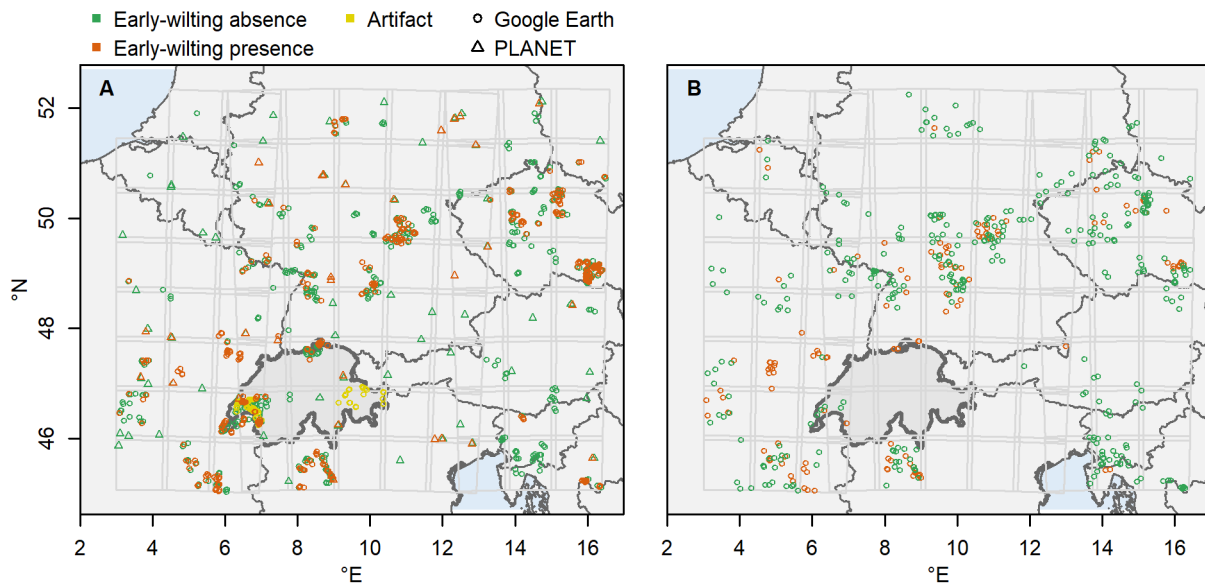 Early-wilting absence Artifact Google Earth
Early-wilting presence PLANET
A B
52
50
48
46
°N
2 4 6 8 10 12 14 16 2 4 6 8 10 12 14 16
°E °E